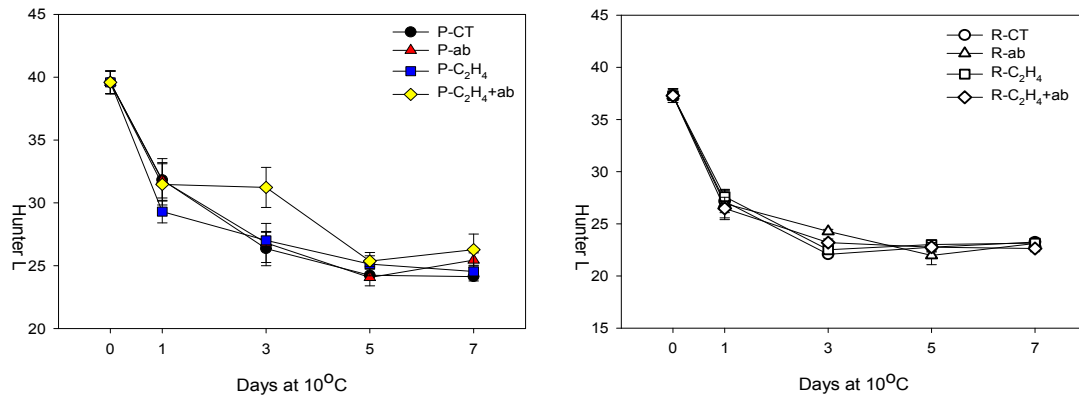 45
40
35
30
25
20
Hunter L
0 1 3 5 7
Days at 10°C
P-CT
P-ab
P-C₂H₄
P-C₂H₄+ab
45
40
35
30
25
20
15
Hunter L
0 1 3 5 7
Days at 10°C
R-CT
R-ab
R-C₂H₄
R-C₂H₄+ab